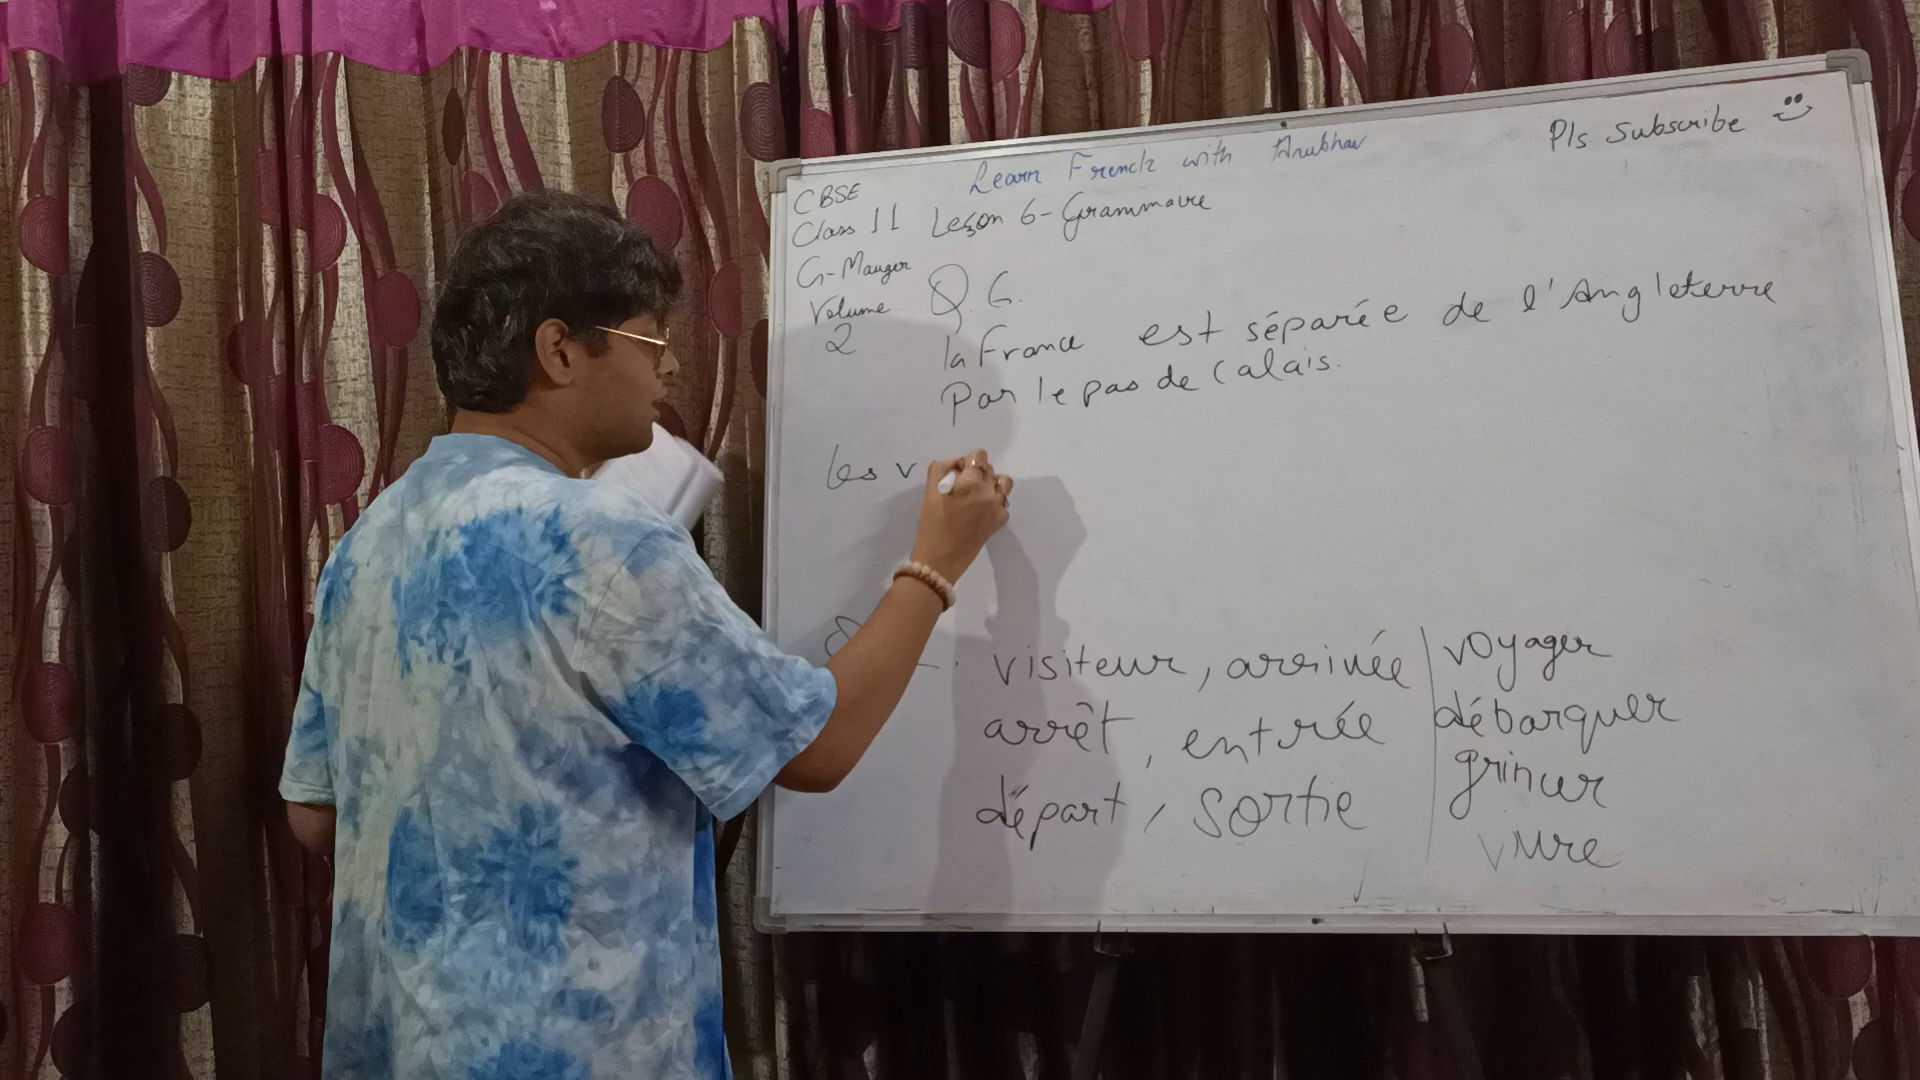 Learn French with Anubhav
Pls Subscribe
CBSE
Class 11
G-Mauger
Volume
2
Leçon 6- Grammaire
Q. 6.
la France est séparée de l'Angleterre
Par le pas de Calais.
les v
visiteur, arrivée
arrêt, entrée
départ, Sortie
voyager
débarquer
grincer
vivre